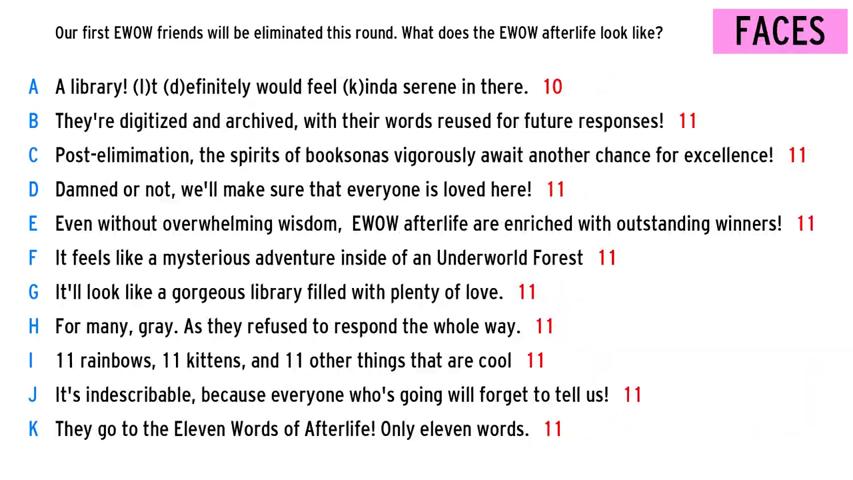 Our first EWOW friends will be eliminated this round. What does the EWOW afterlife look like?
FACES
A A library! (I)t (d)efinitely would feel (k)inda serene in there. 10
B They're digitized and archived, with their words reused for future responses! 11
C Post-elimimation, the spirits of booksonas vigorously await another chance for excellence! 11
D Damned or not, we'll make sure that everyone is loved here! 11
E Even without overwhelming wisdom, EWOW afterlife are enriched with outstanding winners! 11
F It feels like a mysterious adventure inside of an Underworld Forest 11
G It'll look like a gorgeous library filled with plenty of love. 11
H For many, gray. As they refused to respond the whole way. 11
I 11 rainbows, 11 kittens, and 11 other things that are cool 11
J It's indescribable, because everyone who's going will forget to tell us! 11
K They go to the Eleven Words of Afterlife! Only eleven words. 11